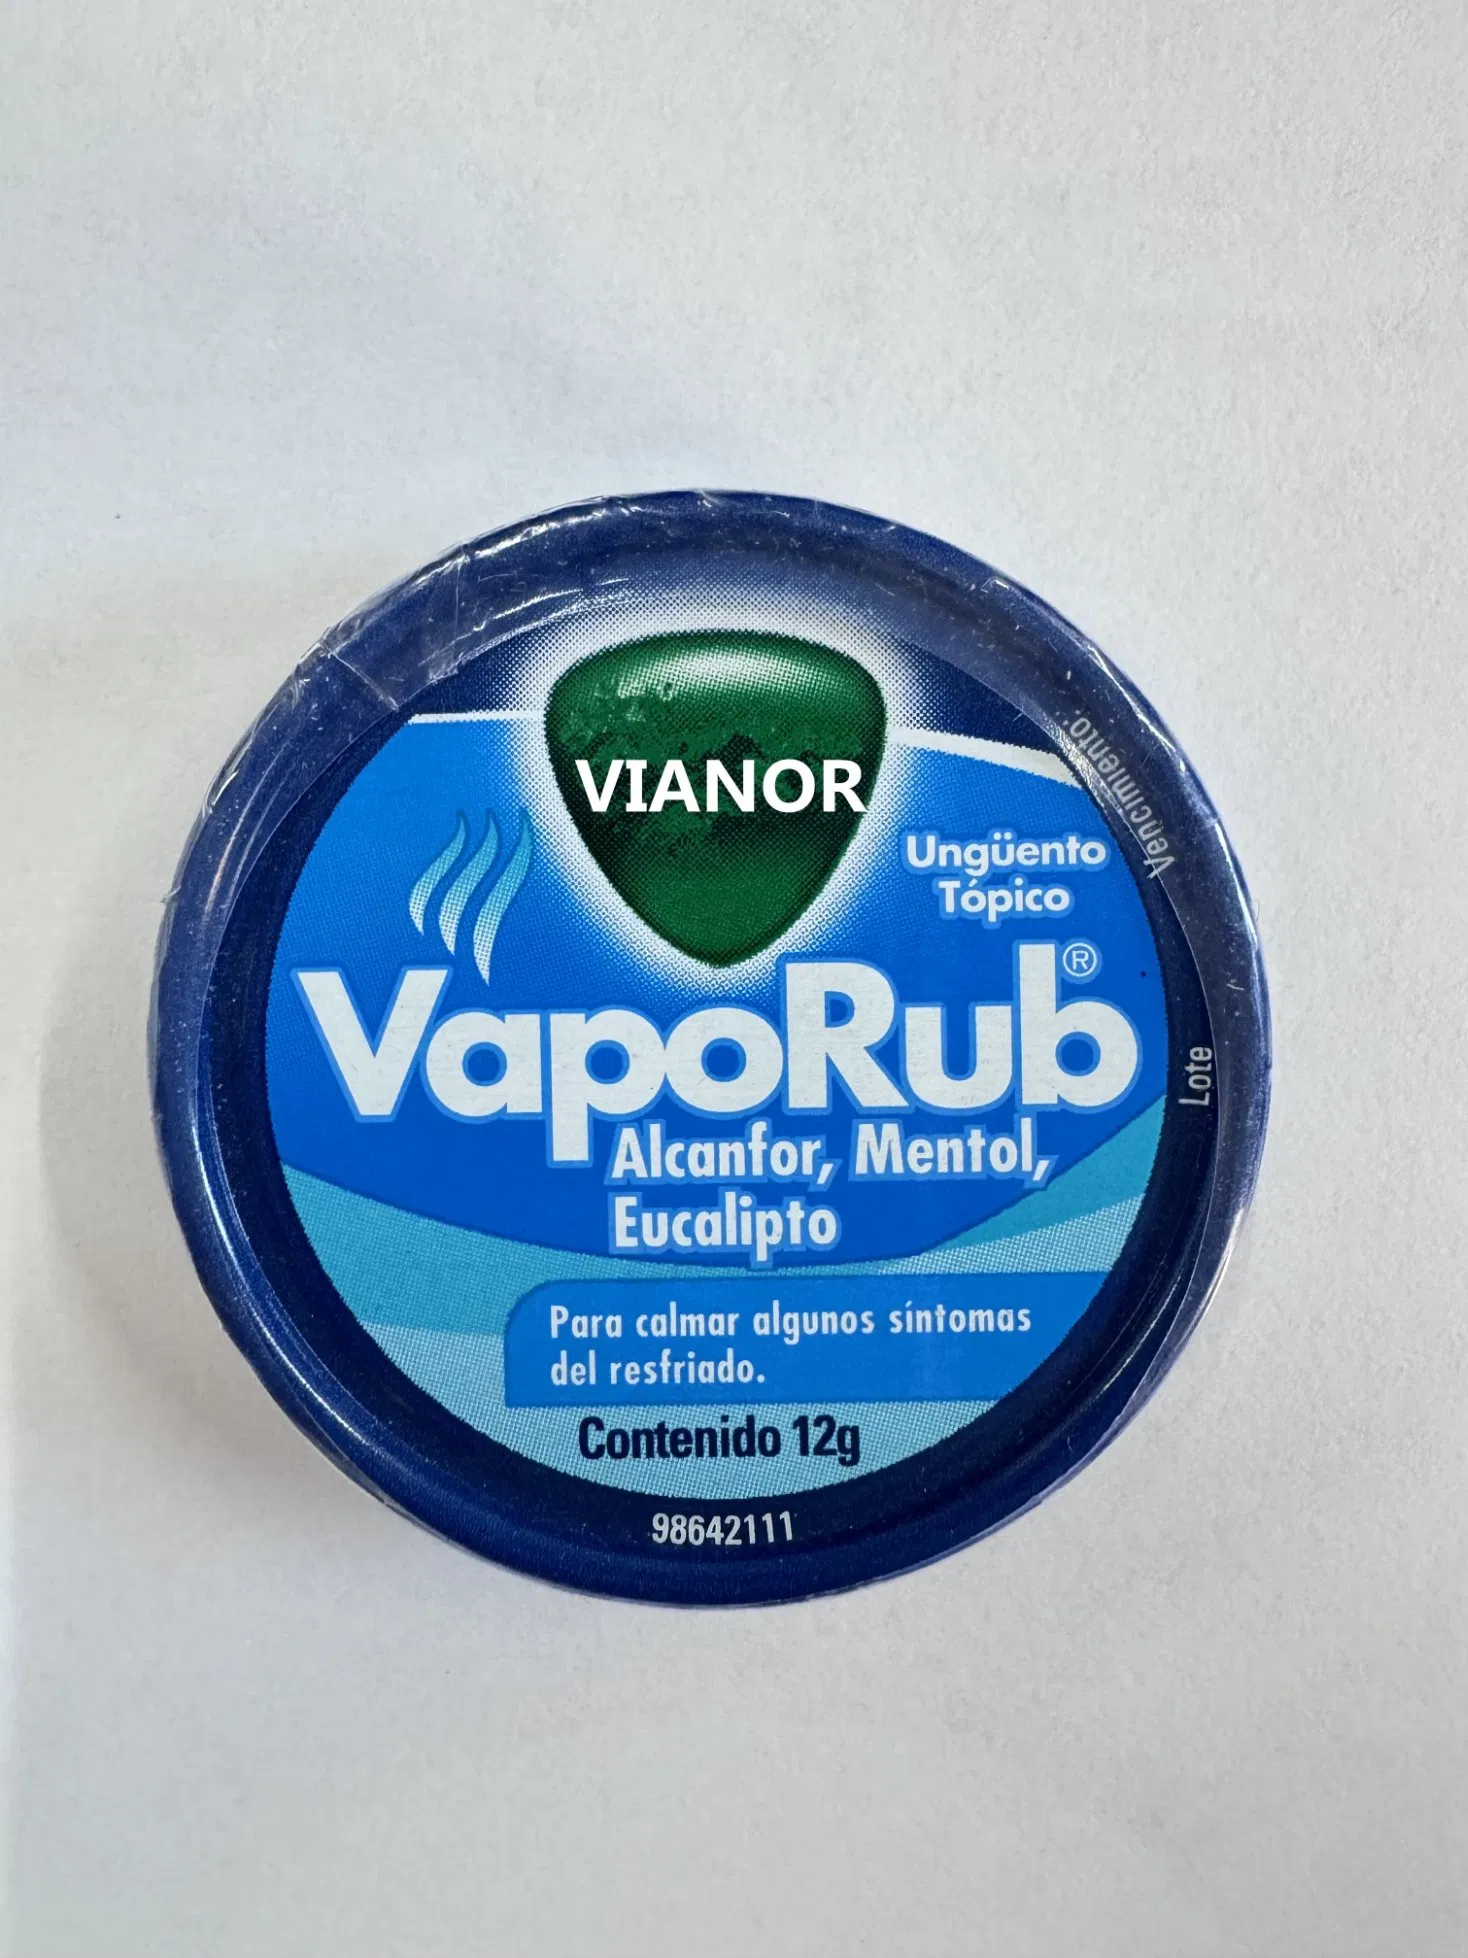 VIANOR
Ungüento
Tópico
VapoRub®
Alcanfor, Mentol,
Eucalipto
Para calmar algunos síntomas
del resfriado.
Contenido 12g
98642111
Vencimiento:
Lote